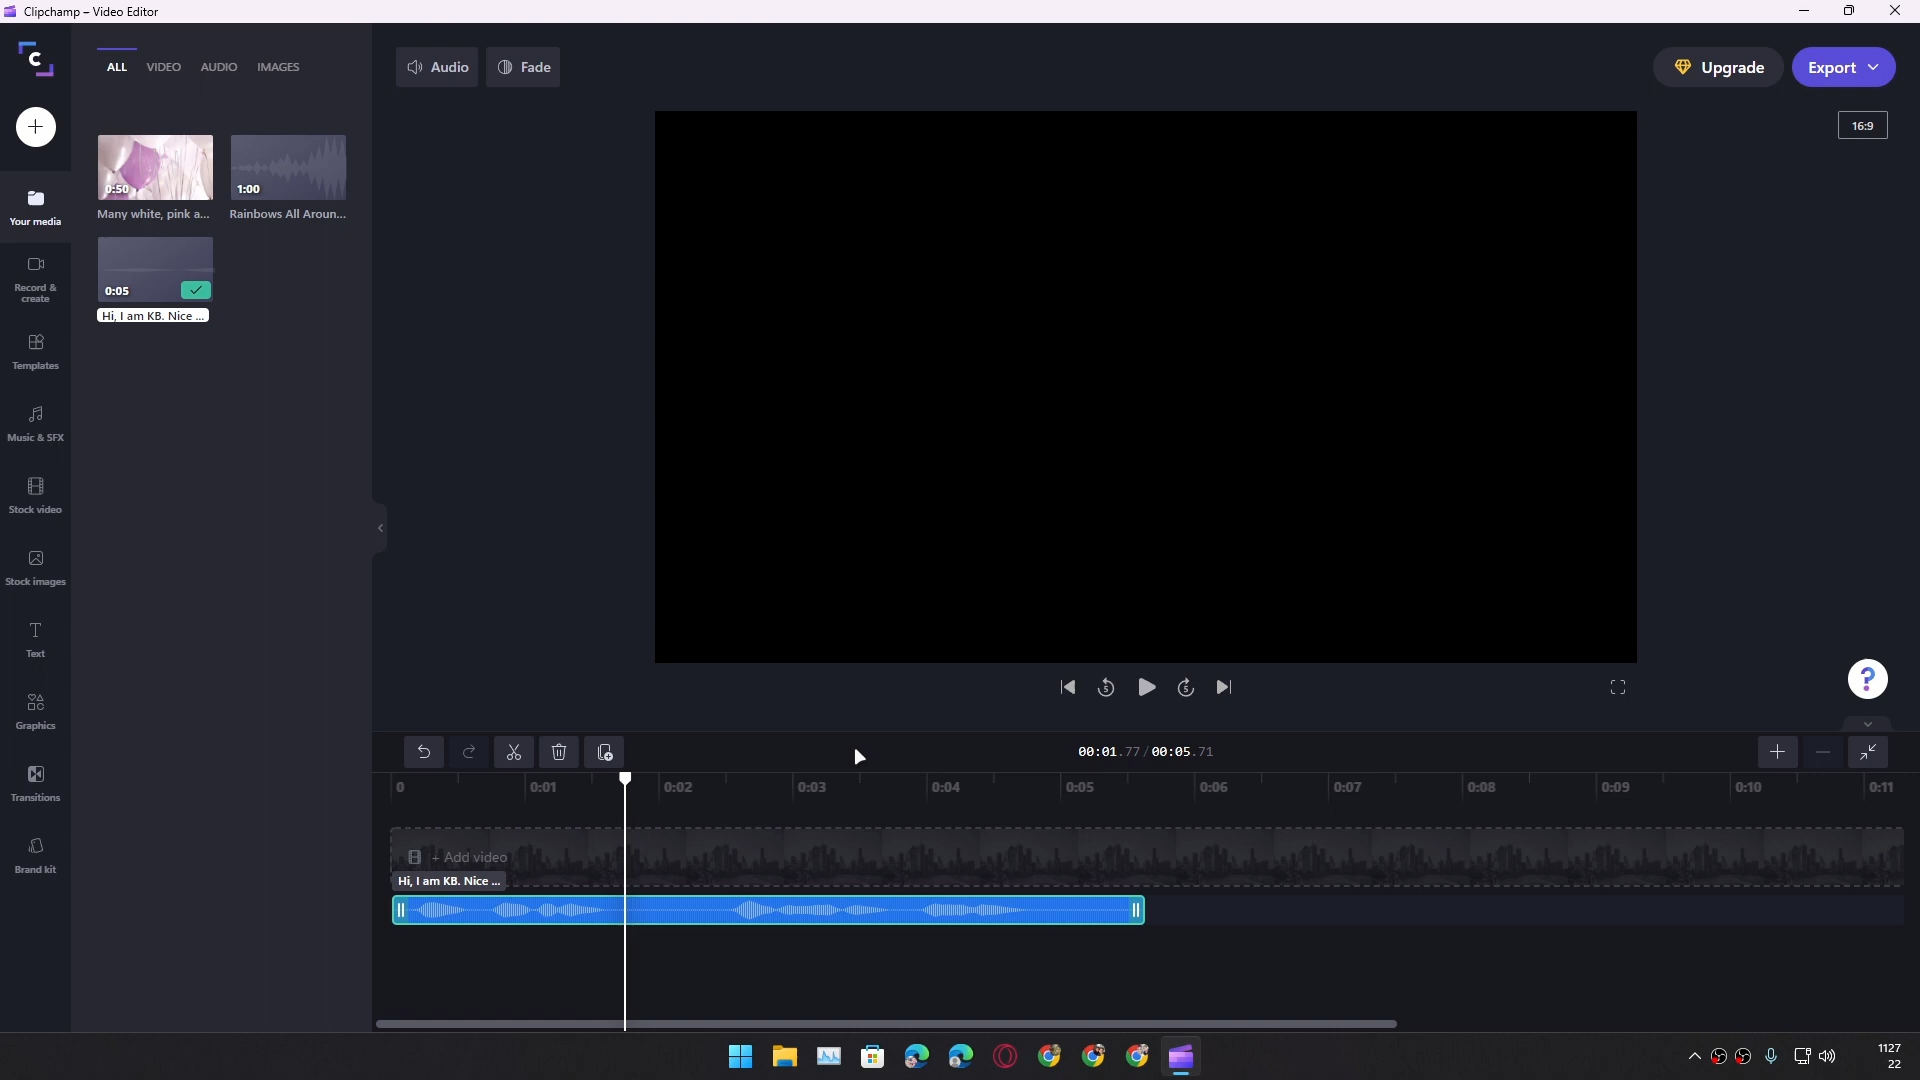 Clipchamp – Video Editor
ALL VIDEO AUDIO IMAGES
Audio Fade
Upgrade Export
16:9
0:50
1:00
Many white, pink a...
Rainbows All Aroun...
0:05
Hi, I am KB. Nice ...
Your media
Record &
create
Templates
Music & SFX
Stock video
Stock images
Text
Graphics
Transitions
Brand kit
5 5
?
00:01.77/00:05.71
0 0:01 0:02 0:03 0:04 0:05 0:06 0:07 0:08 0:09 0:10 0:11
+ Add video
Hi, I am KB. Nice ...
1127
22